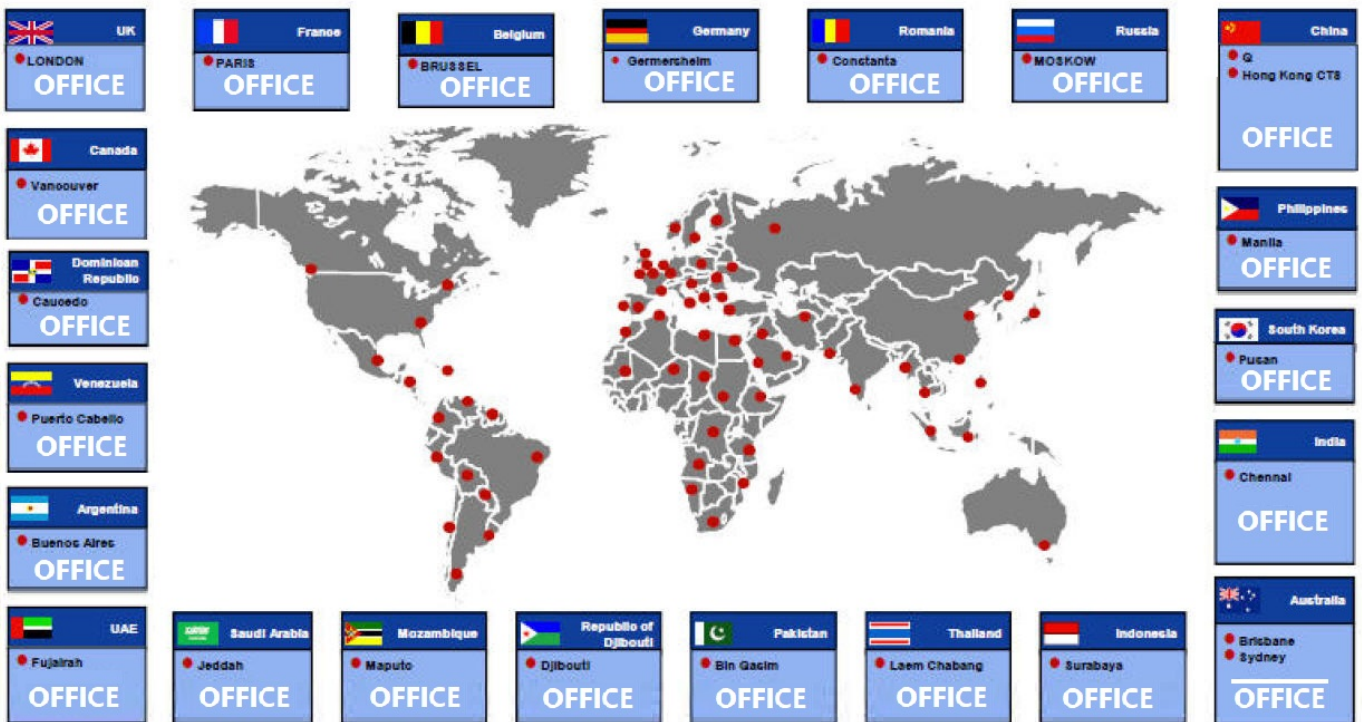 UK
LONDON
OFFICE
France
PARIS
OFFICE
Belgium
BRUSSEL
OFFICE
Germany
Germersheim
OFFICE
Romania
Constanta
OFFICE
Russia
MOSKOW
OFFICE
China
Q
Hong Kong CT8
OFFICE
Canada
Vancouver
OFFICE
Philippines
Manila
OFFICE
Dominican
Republic
Caucedo
OFFICE
South Korea
Pusan
OFFICE
Venezuela
Puerto Cabello
OFFICE
India
Chennai
OFFICE
Argentina
Buenos Aires
OFFICE
Australia
Brisbane
Sydney
OFFICE
UAE
Fujairah
OFFICE
Saudi Arabia
Jeddah
OFFICE
Mozambique
Maputo
OFFICE
Republic of
Djibouti
Djibouti
OFFICE
Pakistan
Bin Qasim
OFFICE
Thailand
Laem Chabang
OFFICE
Indonesia
Surabaya
OFFICE